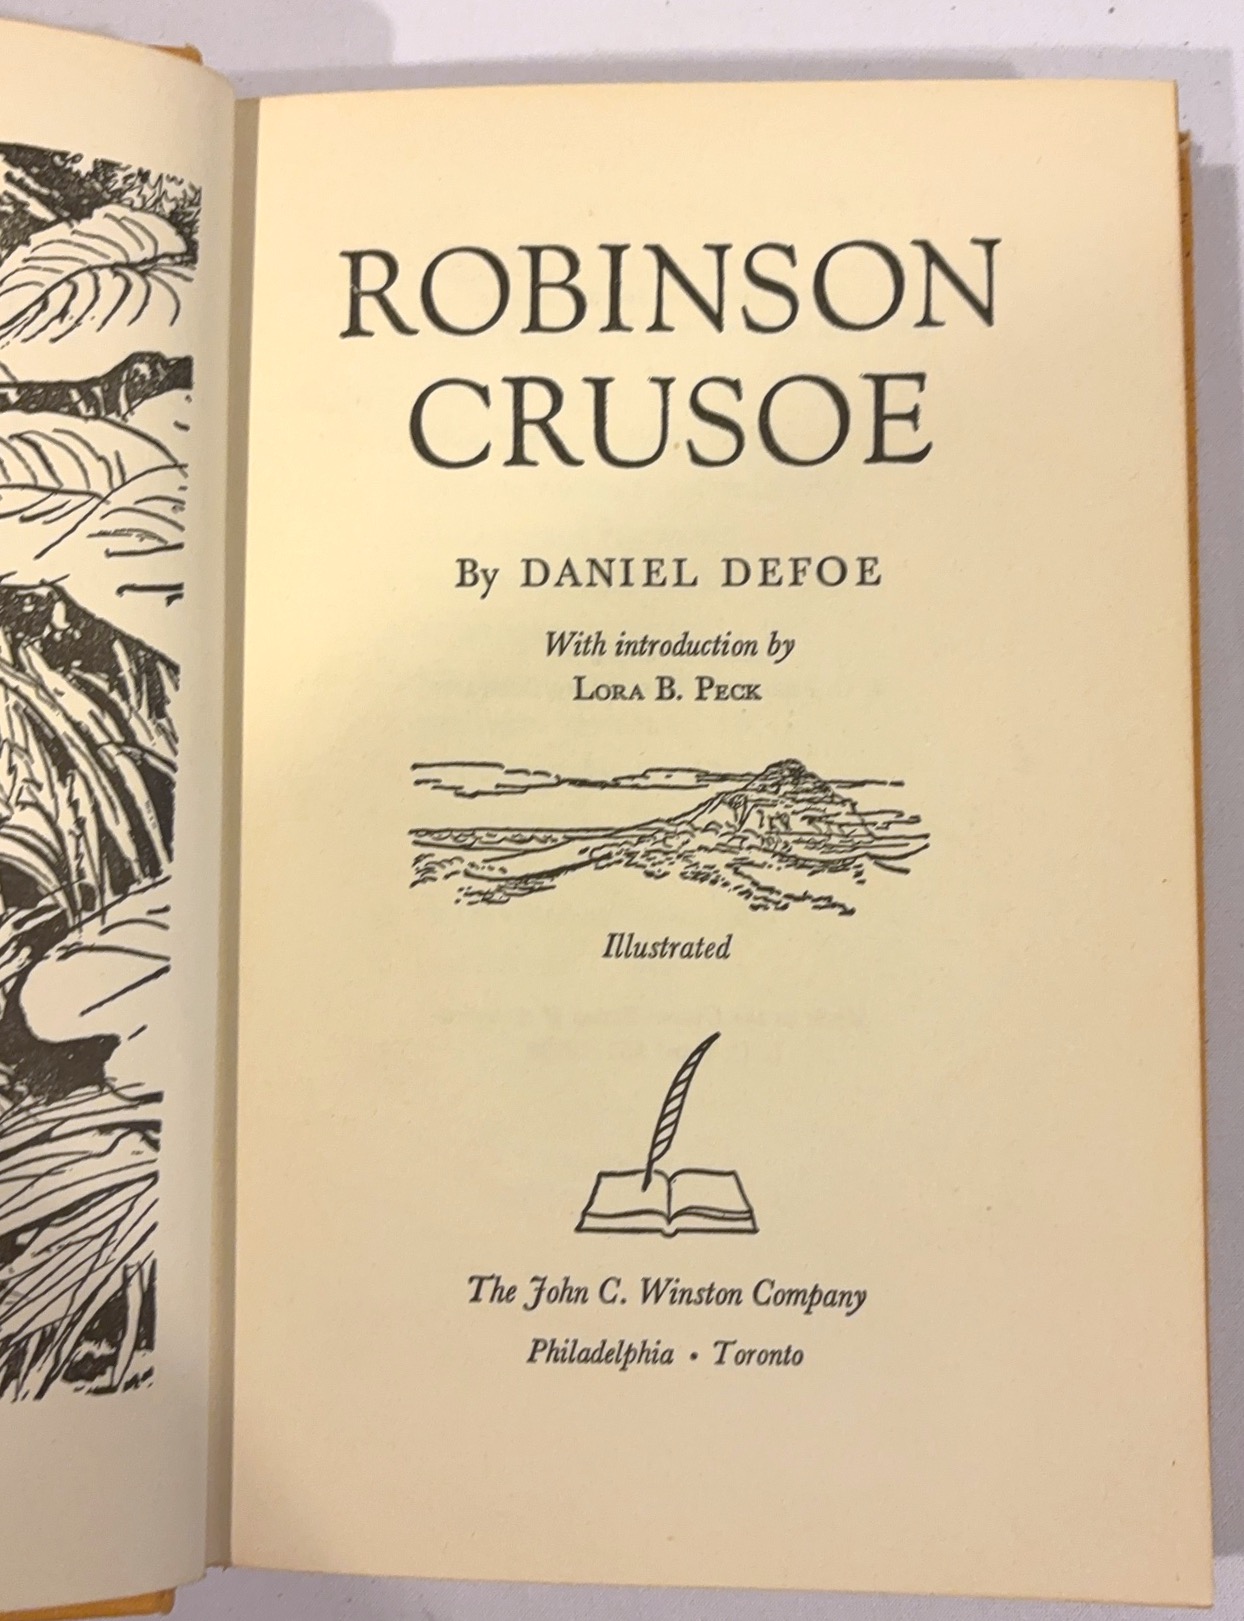 ROBINSON
CRUSOE
By DANIEL DEFOE
With introduction by
LORA B. PECK
Illustrated
The John C. Winston Company
Philadelphia • Toronto